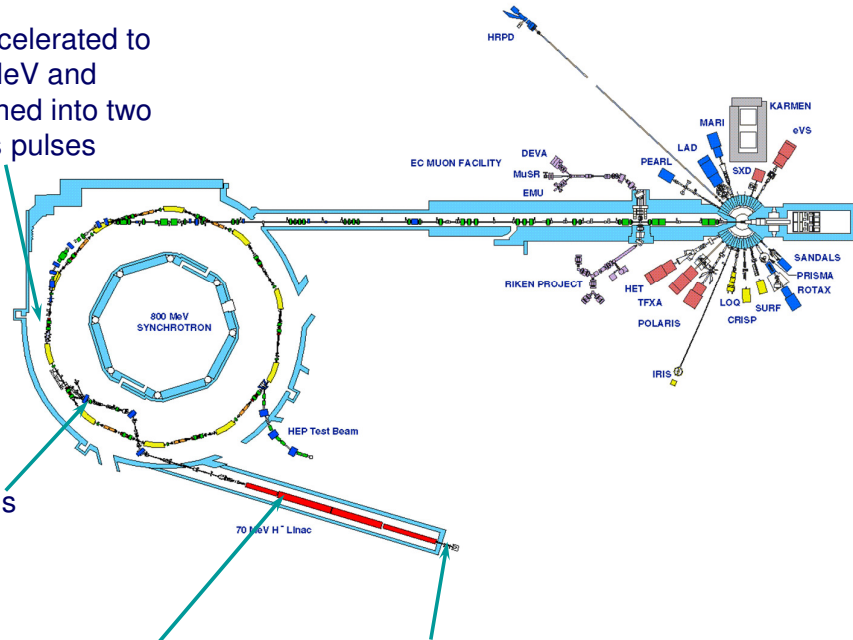 celerated to
eV and
ned into two
pulses
HRPD
KARMEN
MARI
eVS
LAD
SXD
PEARL
DEVA
EC MUON FACILITY
MuSR
EMU
SANDALS
PRISMA
ROTAX
RIKEN PROJECT
HET
TFXA
LOQ
SURF
CRISP
POLARIS
IRIS
800 MeV
SYNCHROTRON
HEP Test Beam
s
70 MeV H⁻ Linac